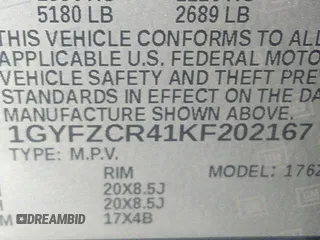 5180 LB 2689 LB
THIS VEHICLE CONFORMS TO ALL
APPLICABLE U.S. FEDERAL MOTO
VEHICLE SAFETY AND THEFT PRE
STANDARDS IN EFFECT ON THE DA
MANUFACTURE SHOWN ABOVE.
1GYFZCR41KF202167
TYPE: M.P.V. MODEL: 176Z
RIM
20X8.5J
20X8.5J
M 17X4B
DREAMBID